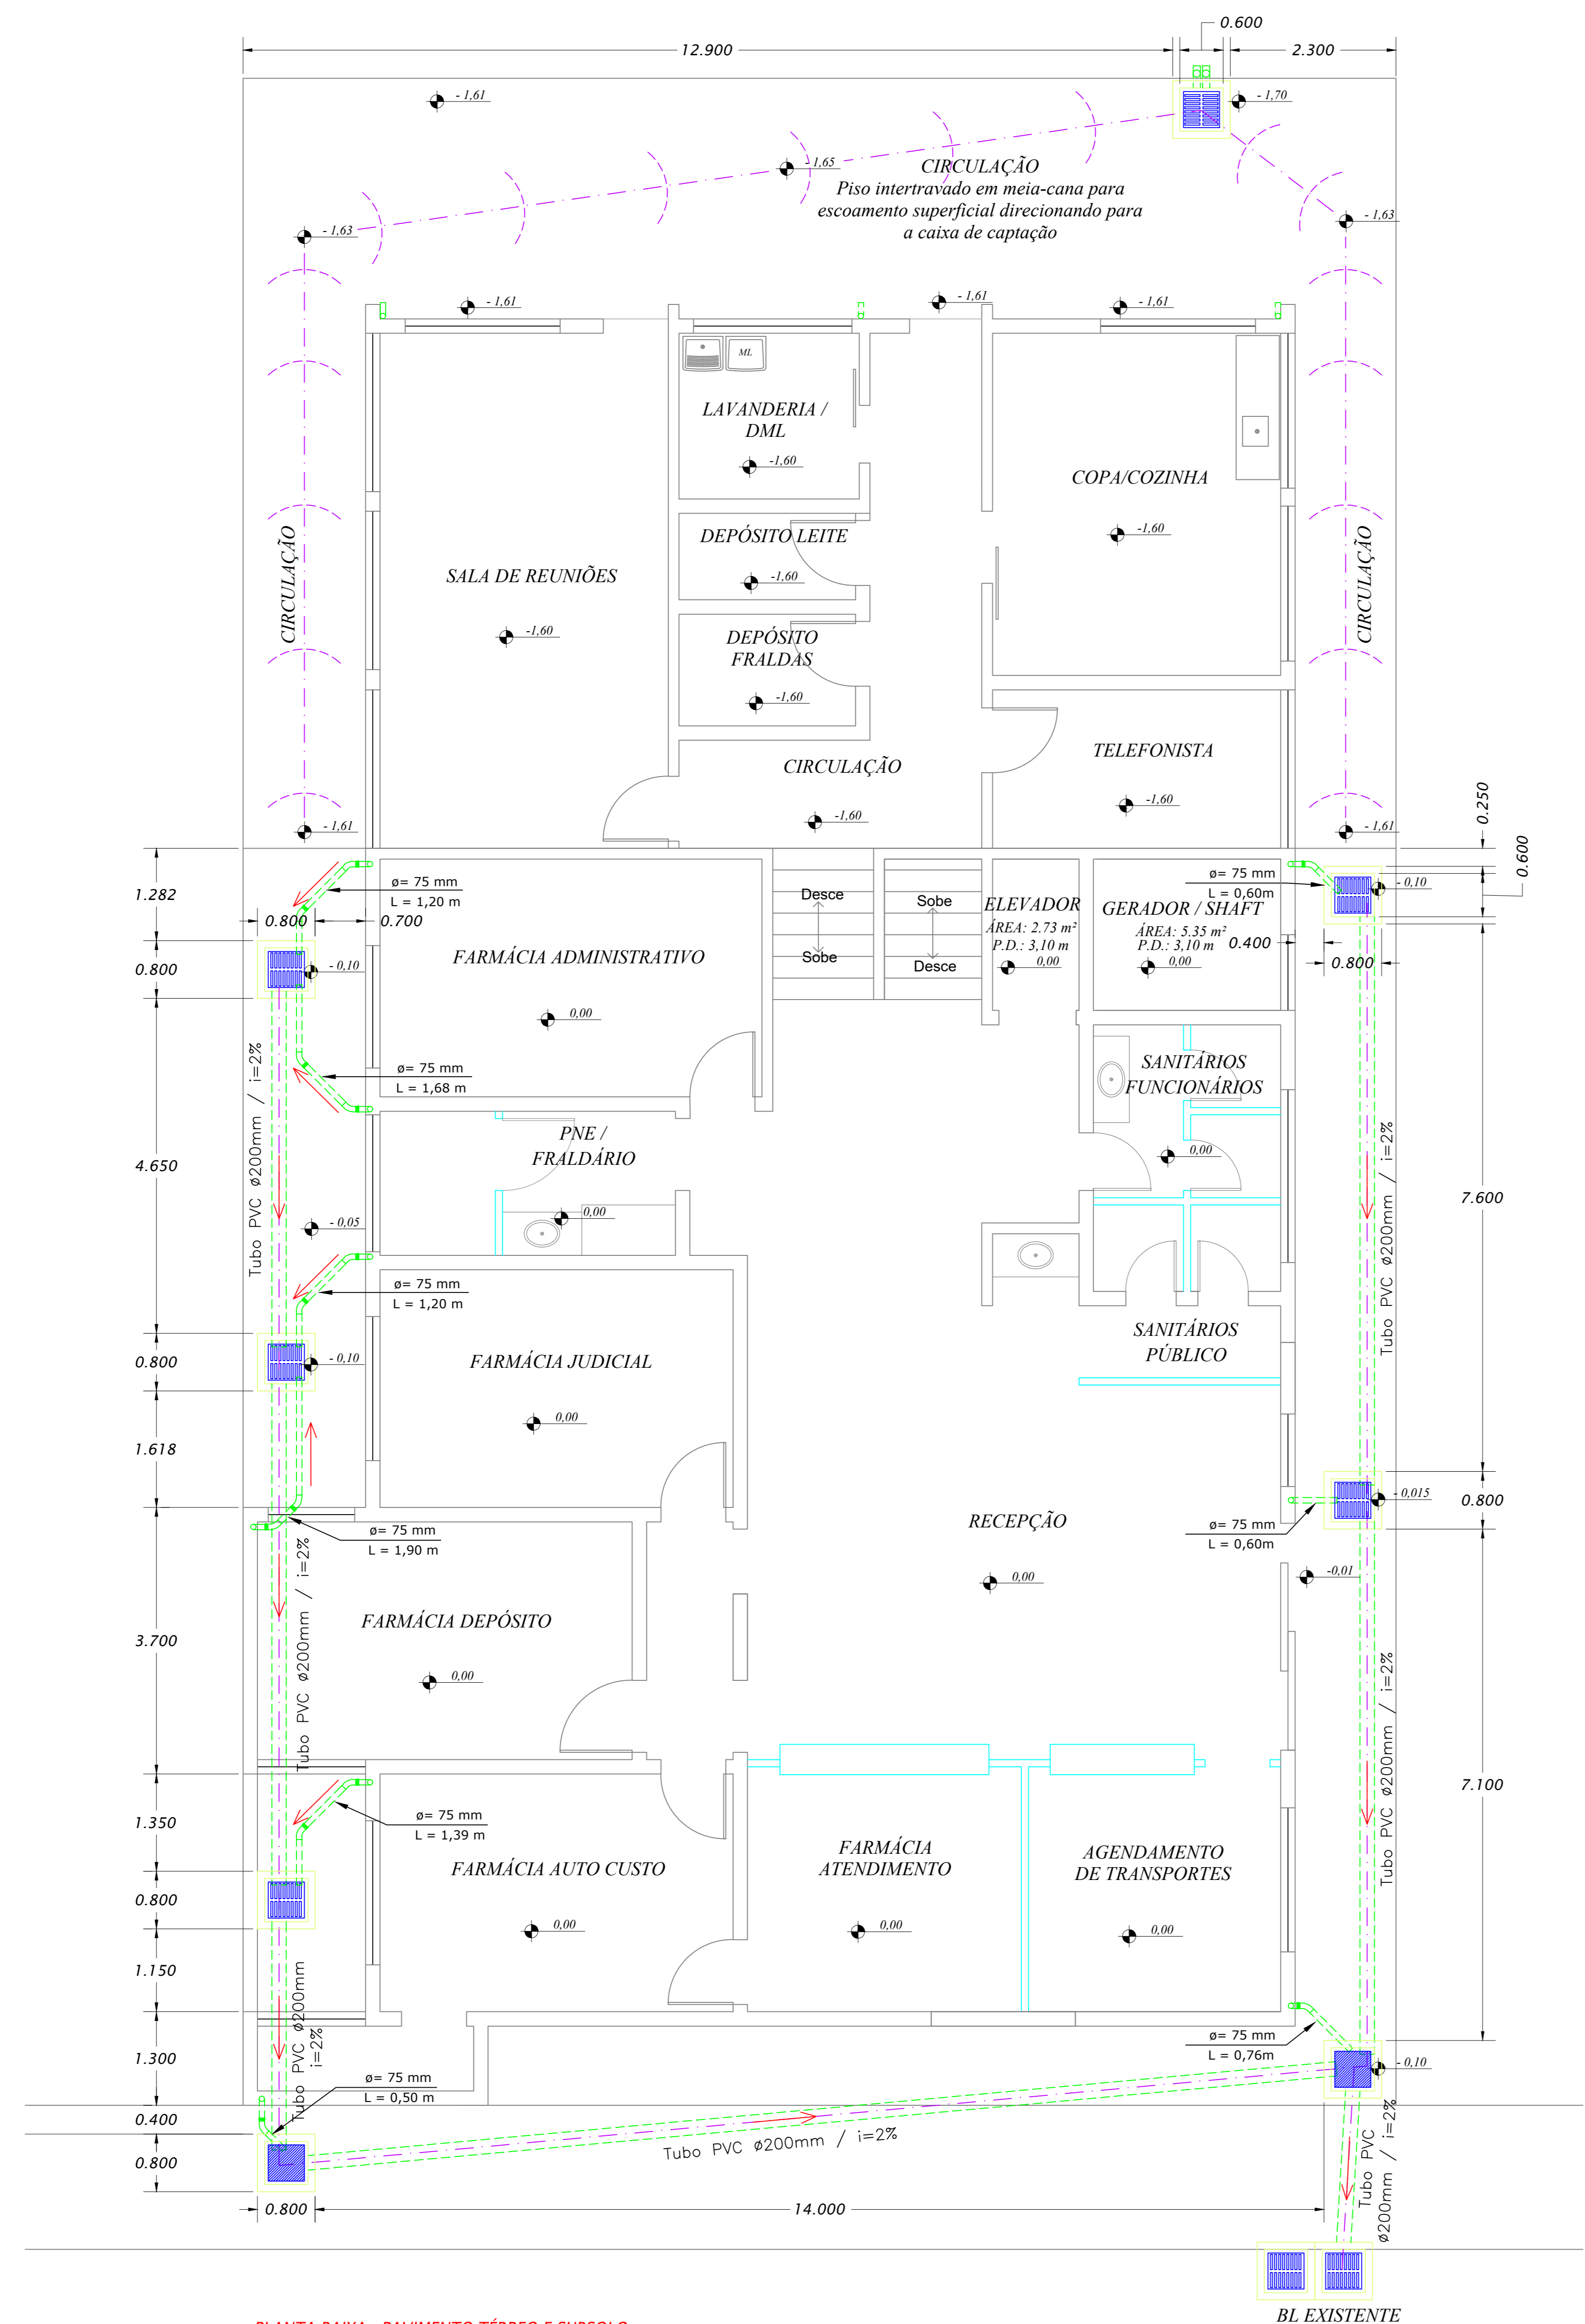 0.600
12.900
2.300
- 1,61
- 1,70
- 1,65
CIRCULAÇÃO
Piso intertravado em meia-cana para
escoamento superficial direcionando para
a caixa de captação
- 1,63
- 1,63
- 1,61
- 1,61
- 1,61
ML
LAVANDERIA /
DML
-1,60
COPA/COZINHA
-1,60
DEPÓSITO LEITE
-1,60
CIRCULAÇÃO
SALA DE REUNIÕES
-1,60
CIRCULAÇÃO
DEPÓSITO
FRALDAS
-1,60
TELEFONISTA
-1,60
CIRCULAÇÃO
-1,60
- 1,61
- 1,61
0.250
0.600
1.282
ø= 75 mm
L = 1,20 m
0.800
0.700
Desce
Sobe
Sobe
Desce
ELEVADOR
ÁREA: 2.73 m²
P.D.: 3,10 m
0,00
ø= 75 mm
L = 0,60m
GERADOR / SHAFT
ÁREA: 5.35 m²
P.D.: 3,10 m
0,00
- 0,10
0.400
0.800
0.800
- 0,10
FARMÁCIA ADMINISTRATIVO
0,00
ø= 75 mm
L = 1,68 m
Tubo PVC ø200mm / i=2%
SANITÁRIOS
FUNCIONÁRIOS
0,00
4.650
PNE /
FRALDÁRIO
0,00
- 0,05
7.600
Tubo PVC ø200mm / i=2%
ø= 75 mm
L = 1,20 m
0.800
- 0,10
FARMÁCIA JUDICIAL
0,00
SANITÁRIOS
PÚBLICO
1.618
ø= 75 mm
L = 1,90 m
RECEPÇÃO
0,00
ø= 75 mm
L = 0,60m
- 0,015
0.800
-0,01
Tubo PVC ø200mm / i=2%
FARMÁCIA DEPÓSITO
0,00
3.700
Tubo PVC ø200mm / i=2%
7.100
1.350
ø= 75 mm
L = 1,39 m
FARMÁCIA AUTO CUSTO
0,00
FARMÁCIA
ATENDIMENTO
0,00
AGENDAMENTO
DE TRANSPORTES
0,00
0.800
1.150
Tubo PVC ø200mm
i=2%
1.300
ø= 75 mm
L = 0,50 m
ø= 75 mm
L = 0,76m
- 0,10
0.400
0.800
Tubo PVC ø200mm / i=2%
Tubo PVC
ø200mm / i=2%
0.800
14.000
BL EXISTENTE
PLANTA BAIXA - PAVIMENTO TÉRREO E SUBSOLO